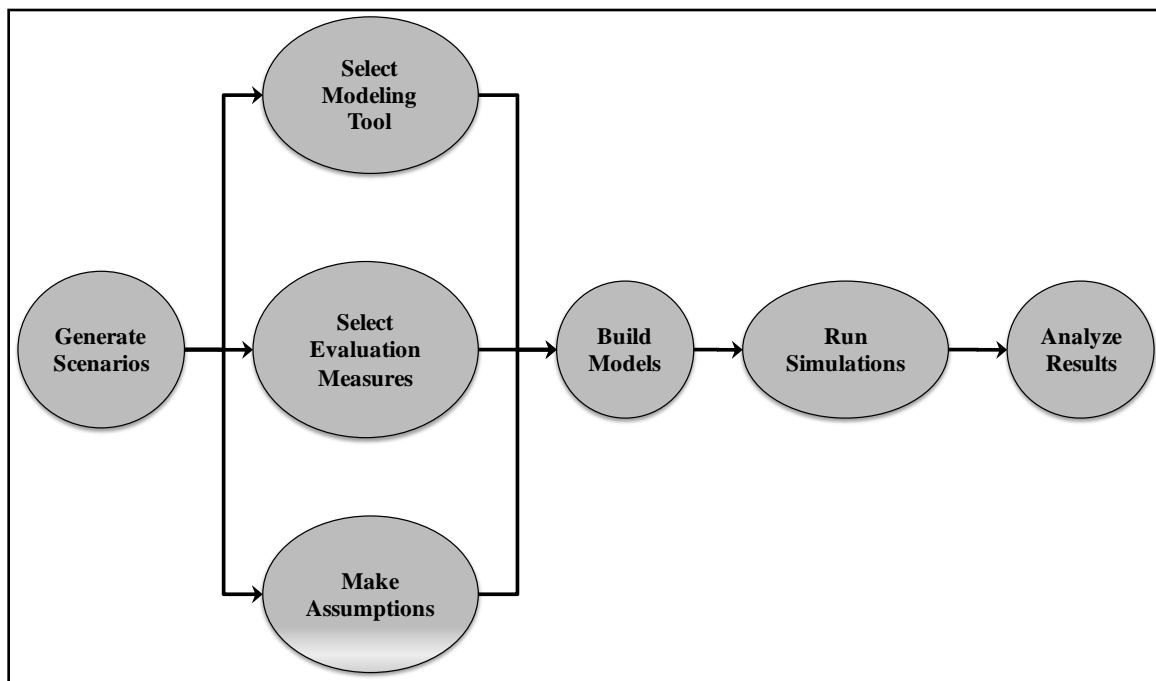 Generate
Scenarios
Select
Modeling
Tool
Select
Evaluation
Measures
Make
Assumptions
Build
Models
Run
Simulations
Analyze
Results